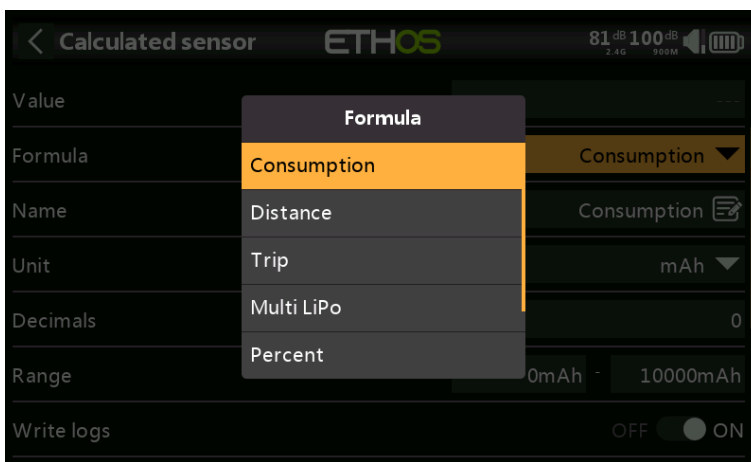 Calculated sensor ETHOS 81dB 2.4G 100dB 900M
Value ---
Formula
Formula Consumption
Consumption
Name Consumption
Distance
Unit mAh
Trip
Decimals 0
Multi LiPo
Percent
Range 0mAh - 10000mAh
Write logs OFF ON